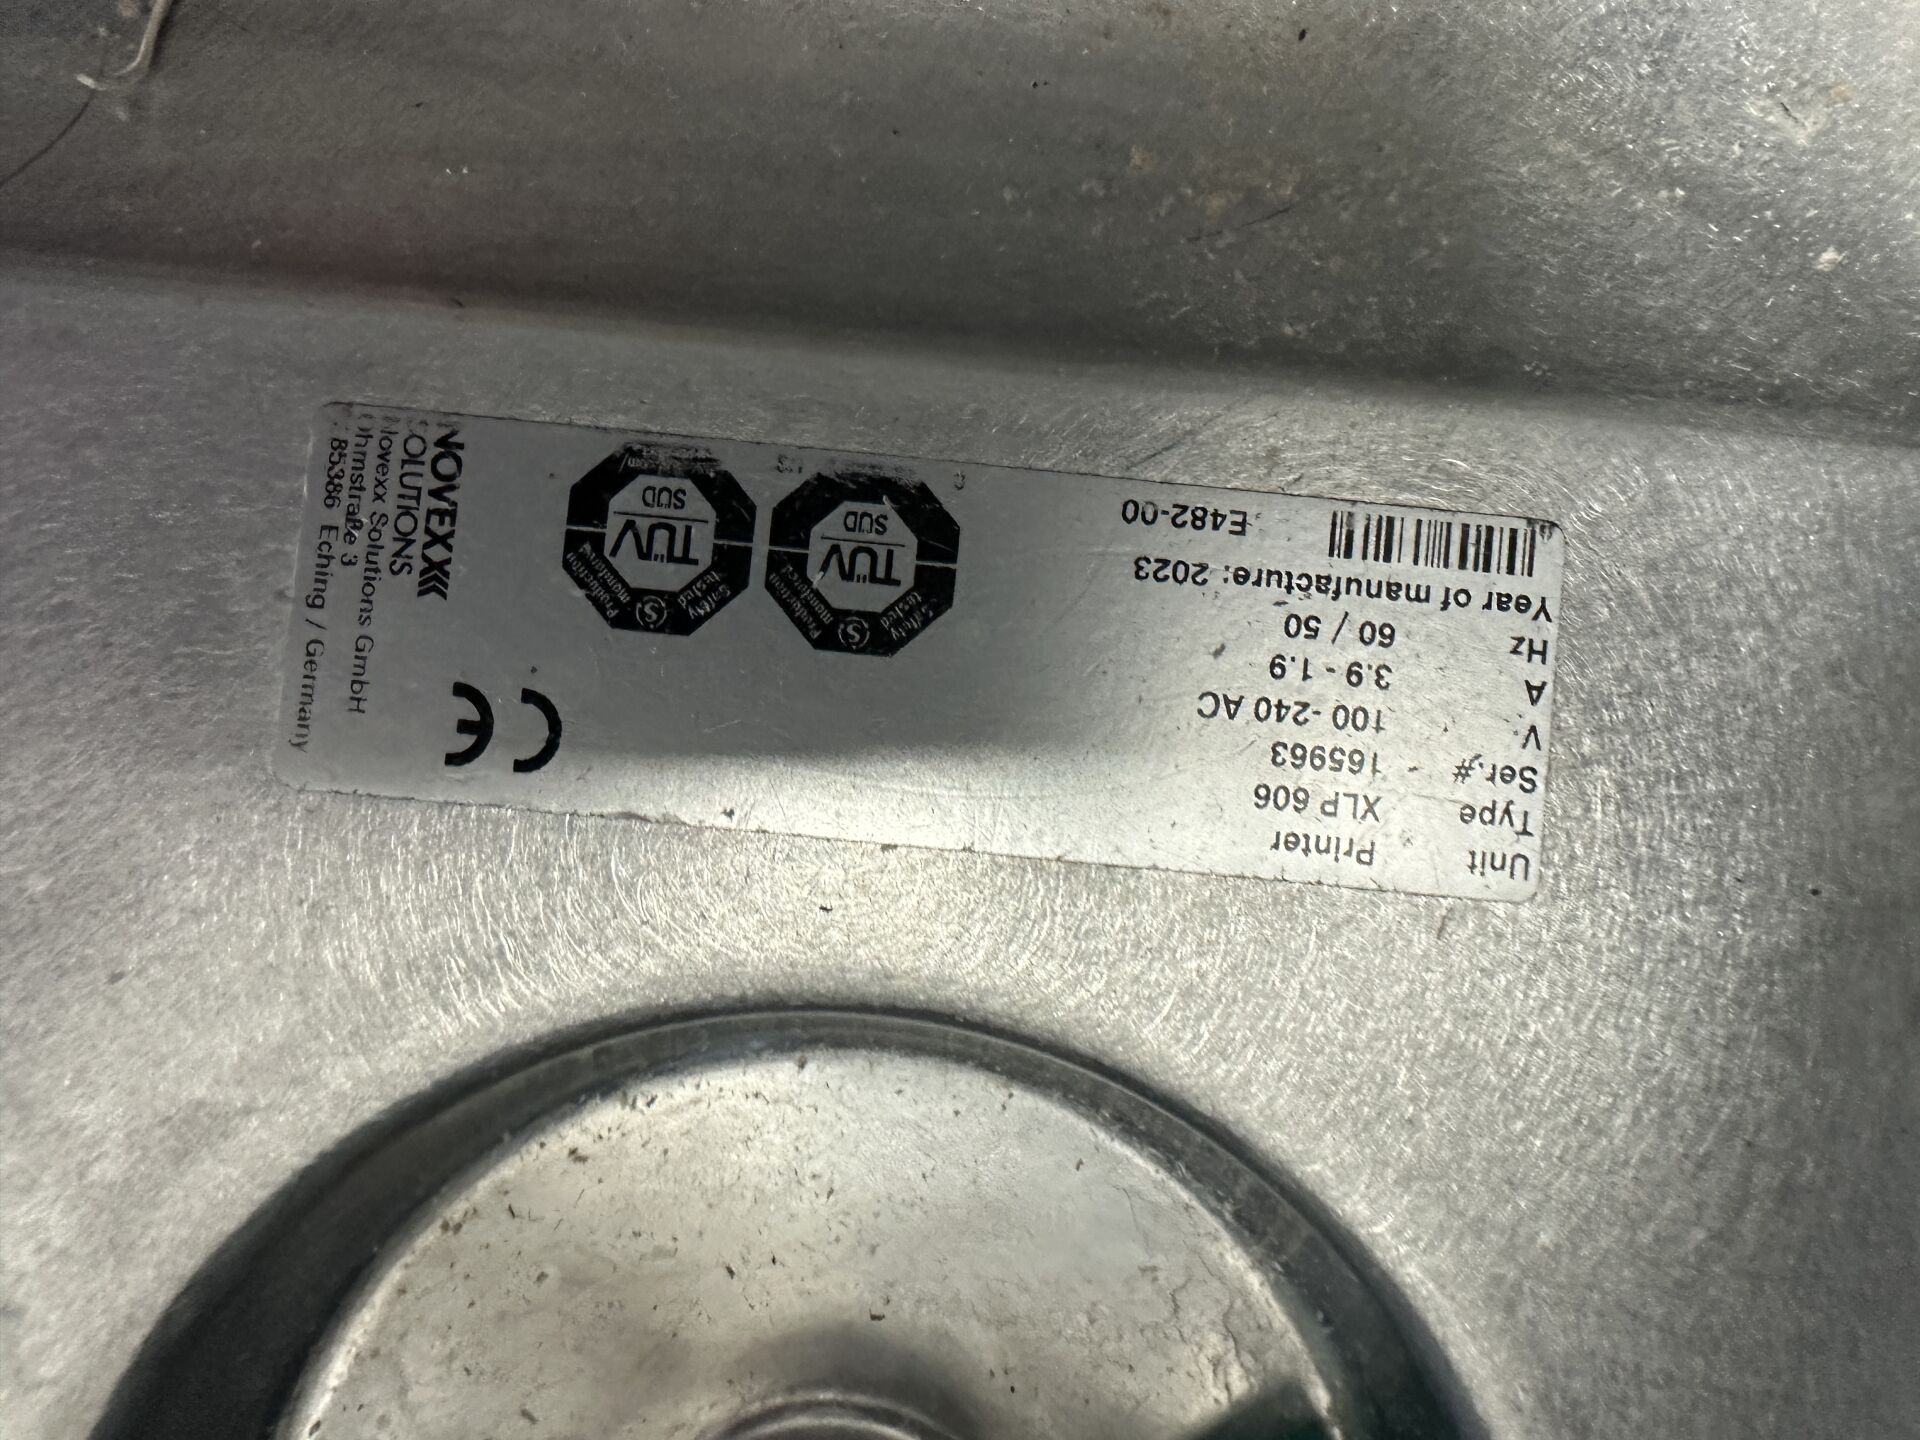 Unit Printer
Type XLP 606
Ser.# 165963
V 100-240 AC
A 3.9 - 1.9
Hz 60 / 50
Year of manufacture: 2023
E482-00
Safety
tested
Production
monitored
TÜV
SÜD
Safety
tested
Production
monitored
TÜV
SÜD
CE
NOVEXX
SOLUTIONS
Novexx Solutions GmbH
Ohmstraße 3
85386 Eching / Germany